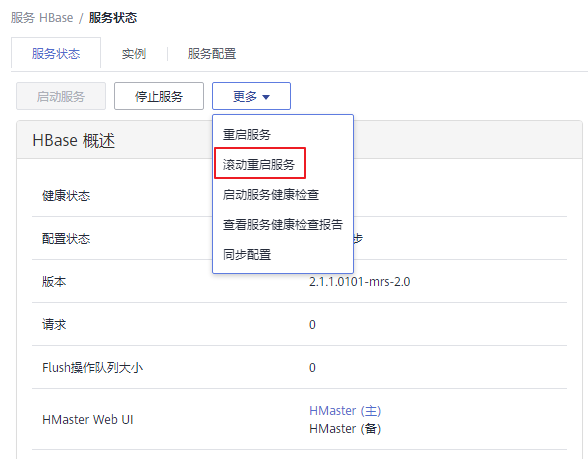 服务 HBase / 服务状态
服务状态 实例 服务配置
启动服务 停止服务 更多
重启服务
滚动重启服务
启动服务健康检查
查看服务健康检查报告
同步配置
HBase 概述
健康状态
配置状态 步
版本 2.1.1.0101-mrs-2.0
请求 0
Flush操作队列大小 0
HMaster Web UI HMaster (主)
HMaster (备)